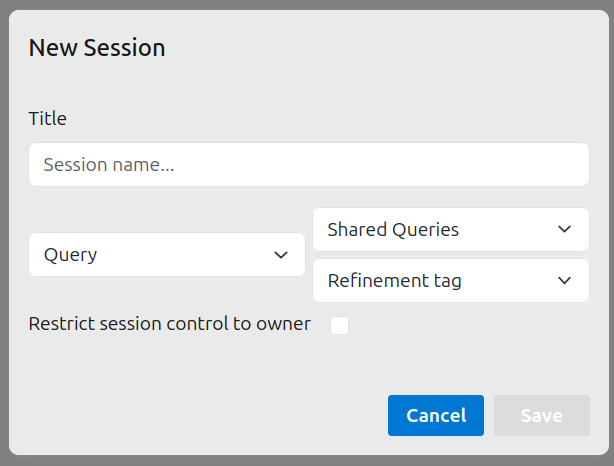 New Session
Title
Session name...
Query
Shared Queries
Refinement tag
Restrict session control to owner
Cancel
Save